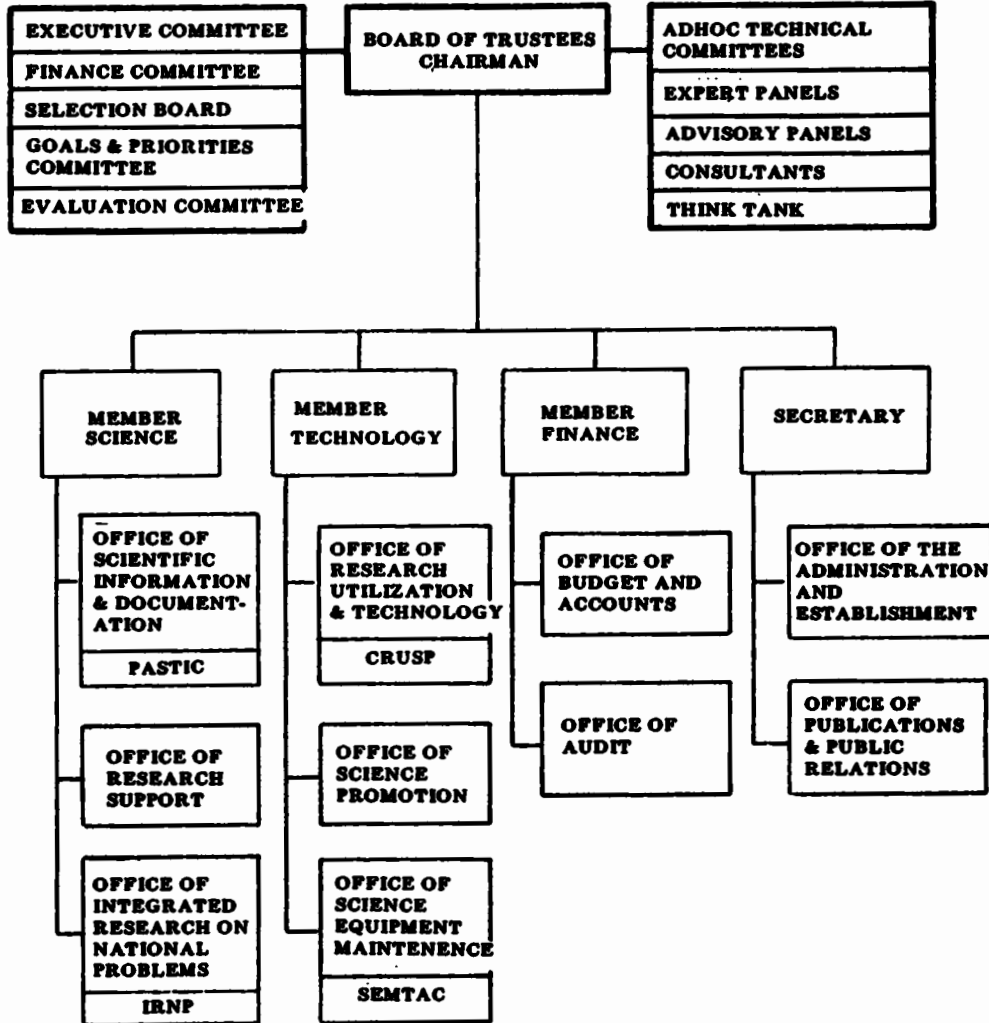 EXECUTIVE COMMITTEE
FINANCE COMMITTEE
SELECTION BOARD
GOALS & PRIORITIES
COMMITTEE
EVALUATION COMMITTEE
BOARD OF TRUSTEES
CHAIRMAN
ADHOC TECHNICAL
COMMITTEES
EXPERT PANELS
ADVISORY PANELS
CONSULTANTS
THINK TANK
MEMBER
SCIENCE
MEMBER
TECHNOLOGY
MEMBER
FINANCE
SECRETARY
OFFICE OF
SCIENTIFIC
INFORMATION
& DOCUMENT-
ATION
PASTIC
OFFICE OF
RESEARCH
SUPPORT
OFFICE OF
INTEGRATED
RESEARCH ON
NATIONAL
PROBLEMS
IRNP
OFFICE OF
RESEARCH
UTILIZATION
& TECHNOLOGY
CRUSP
OFFICE OF
SCIENCE
PROMOTION
OFFICE OF
SCIENCE
EQUIPMENT
MAINTENENCE
SEMTAC
OFFICE OF
BUDGET AND
ACCOUNTS
OFFICE OF
AUDIT
OFFICE OF THE
ADMINISTRATION
AND
ESTABLISHMENT
OFFICE OF
PUBLICATIONS
& PUBLIC
RELATIONS